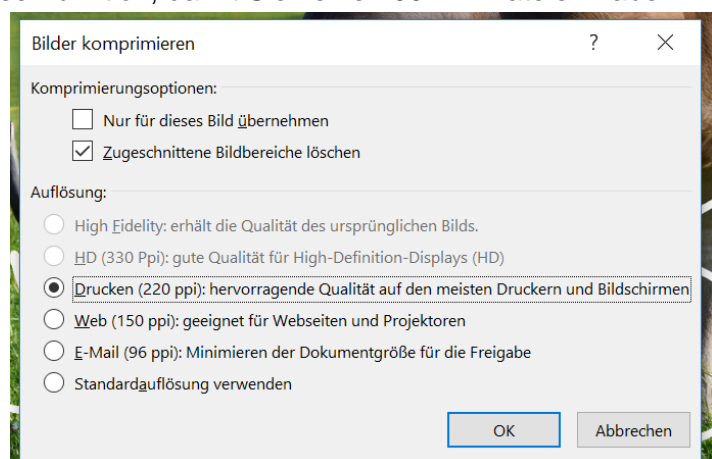 Bilder komprimieren ? ×
Komprimierungsoptionen:
Nur für dieses Bild übernehmen
Zugeschnittene Bildbereiche löschen
Auflösung:
High Fidelity: erhält die Qualität des ursprünglichen Bilds.
HD (330 Ppi): gute Qualität für High-Definition-Displays (HD)
Drucken (220 ppi): hervorragende Qualität auf den meisten Druckern und Bildschirmen
Web (150 ppi): geeignet für Webseiten und Projektoren
E-Mail (96 ppi): Minimieren der Dokumentgröße für die Freigabe
Standardauflösung verwenden
OK Abbrechen